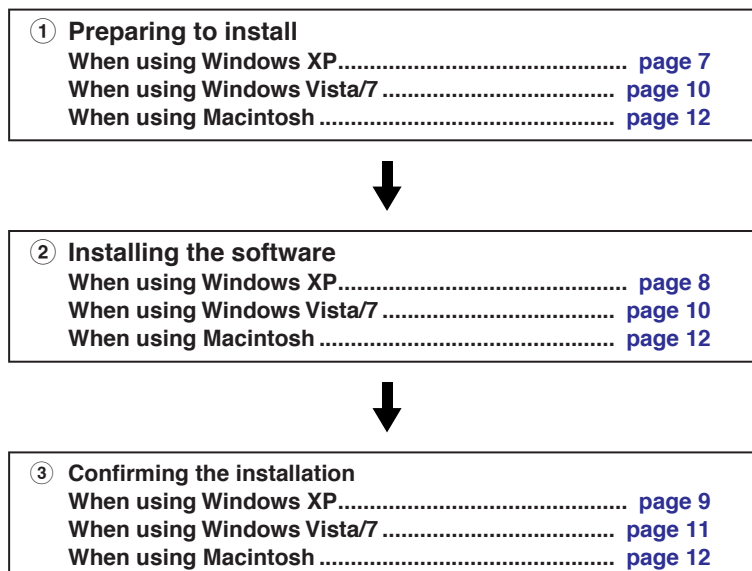 ① Preparing to install
When using Windows XP................................................ page 7
When using Windows Vista/7 ...................................... page 10
When using Macintosh ................................................. page 12
② Installing the software
When using Windows XP................................................ page 8
When using Windows Vista/7 ...................................... page 10
When using Macintosh ................................................. page 12
③ Confirming the installation
When using Windows XP................................................ page 9
When using Windows Vista/7 ...................................... page 11
When using Macintosh ................................................. page 12